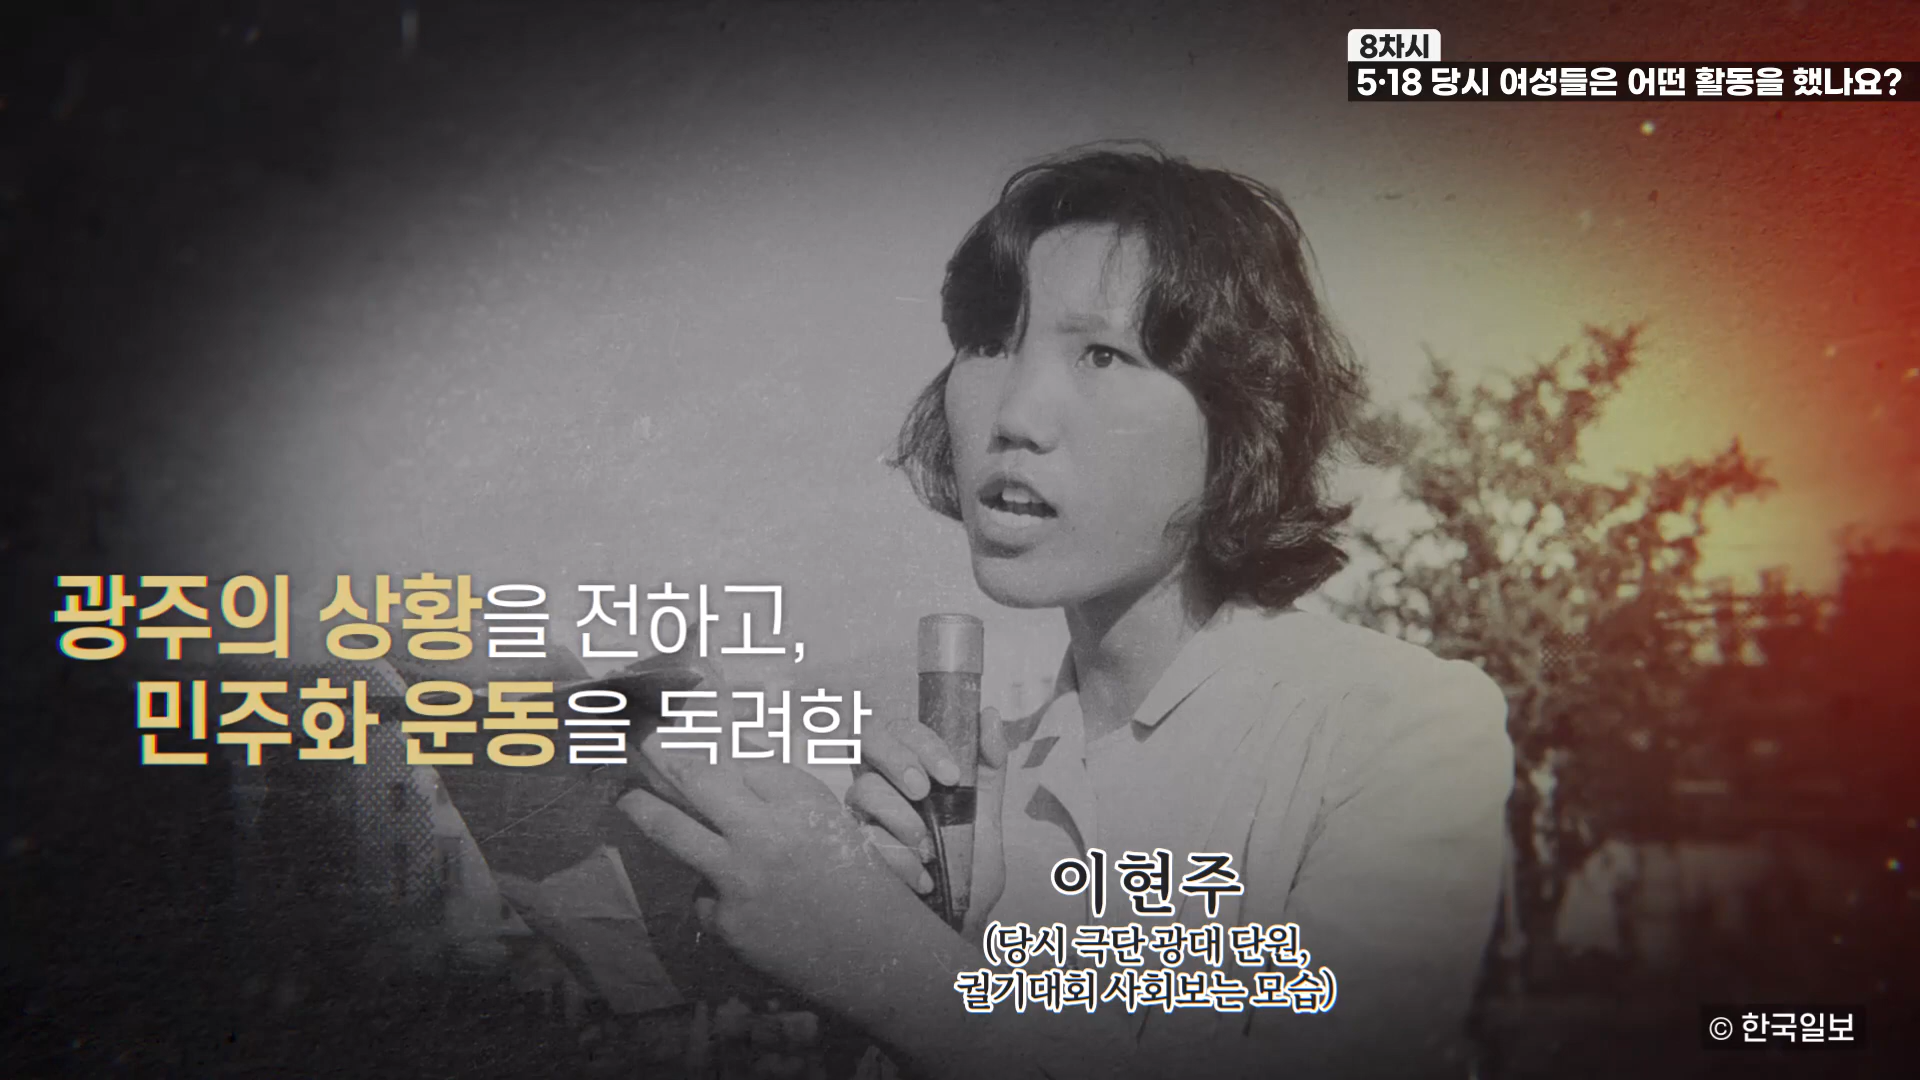 8차시
5·18 당시 여성들은 어떤 활동을 했나요?
광주의 상황을 전하고,
민주화 운동을 독려함
이현주
(당시 극단 광대 단원,
궐기대회 사회보는 모습)
© 한국일보